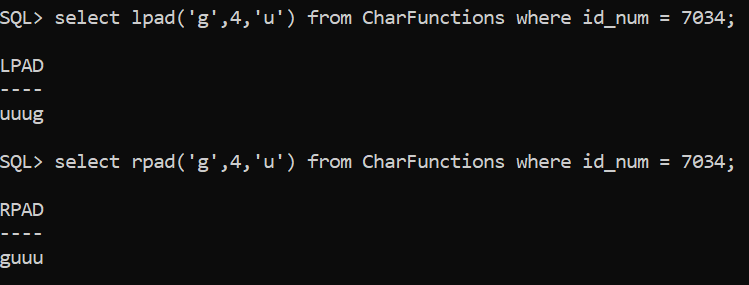 SQL> select lpad('g',4,'u') from CharFunctions where id_num = 7034;
LPAD
----
uuug
SQL> select rpad('g',4,'u') from CharFunctions where id_num = 7034;
RPAD
----
guuu